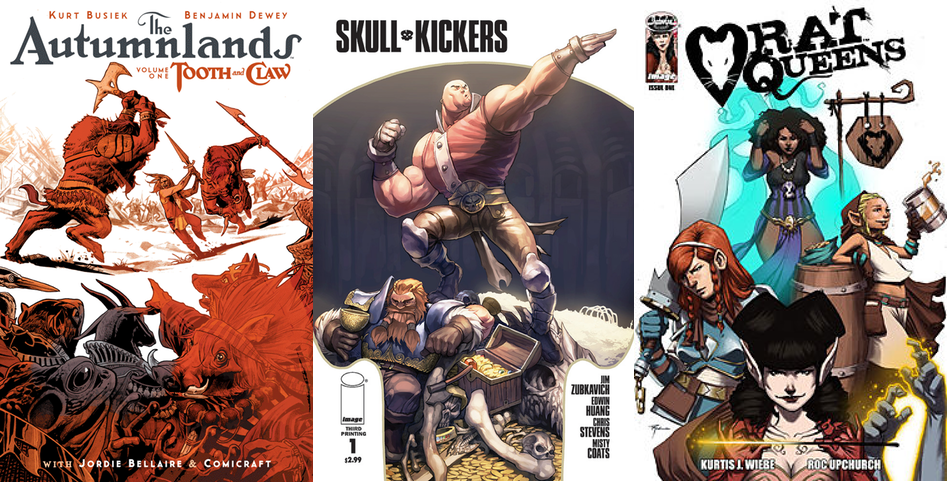 KURT BUSIEK BENJAMIN DEWEY
The
Autumnlands
VOLUME ONE TOOTH and CLAW
WITH JORDIE BELLAIRE & COMICRAFT
SKULL KICKERS
JIM
ZUBKAVICH
EDWIN
HUANG
CHRIS
STEVENS
MISTY
COATS
image
THIRD
PRINTING
1
$2.99
image
ISSUE ONE
RAT
QUEENS
KURTIS J. WIEBE ROC UPCHURCH